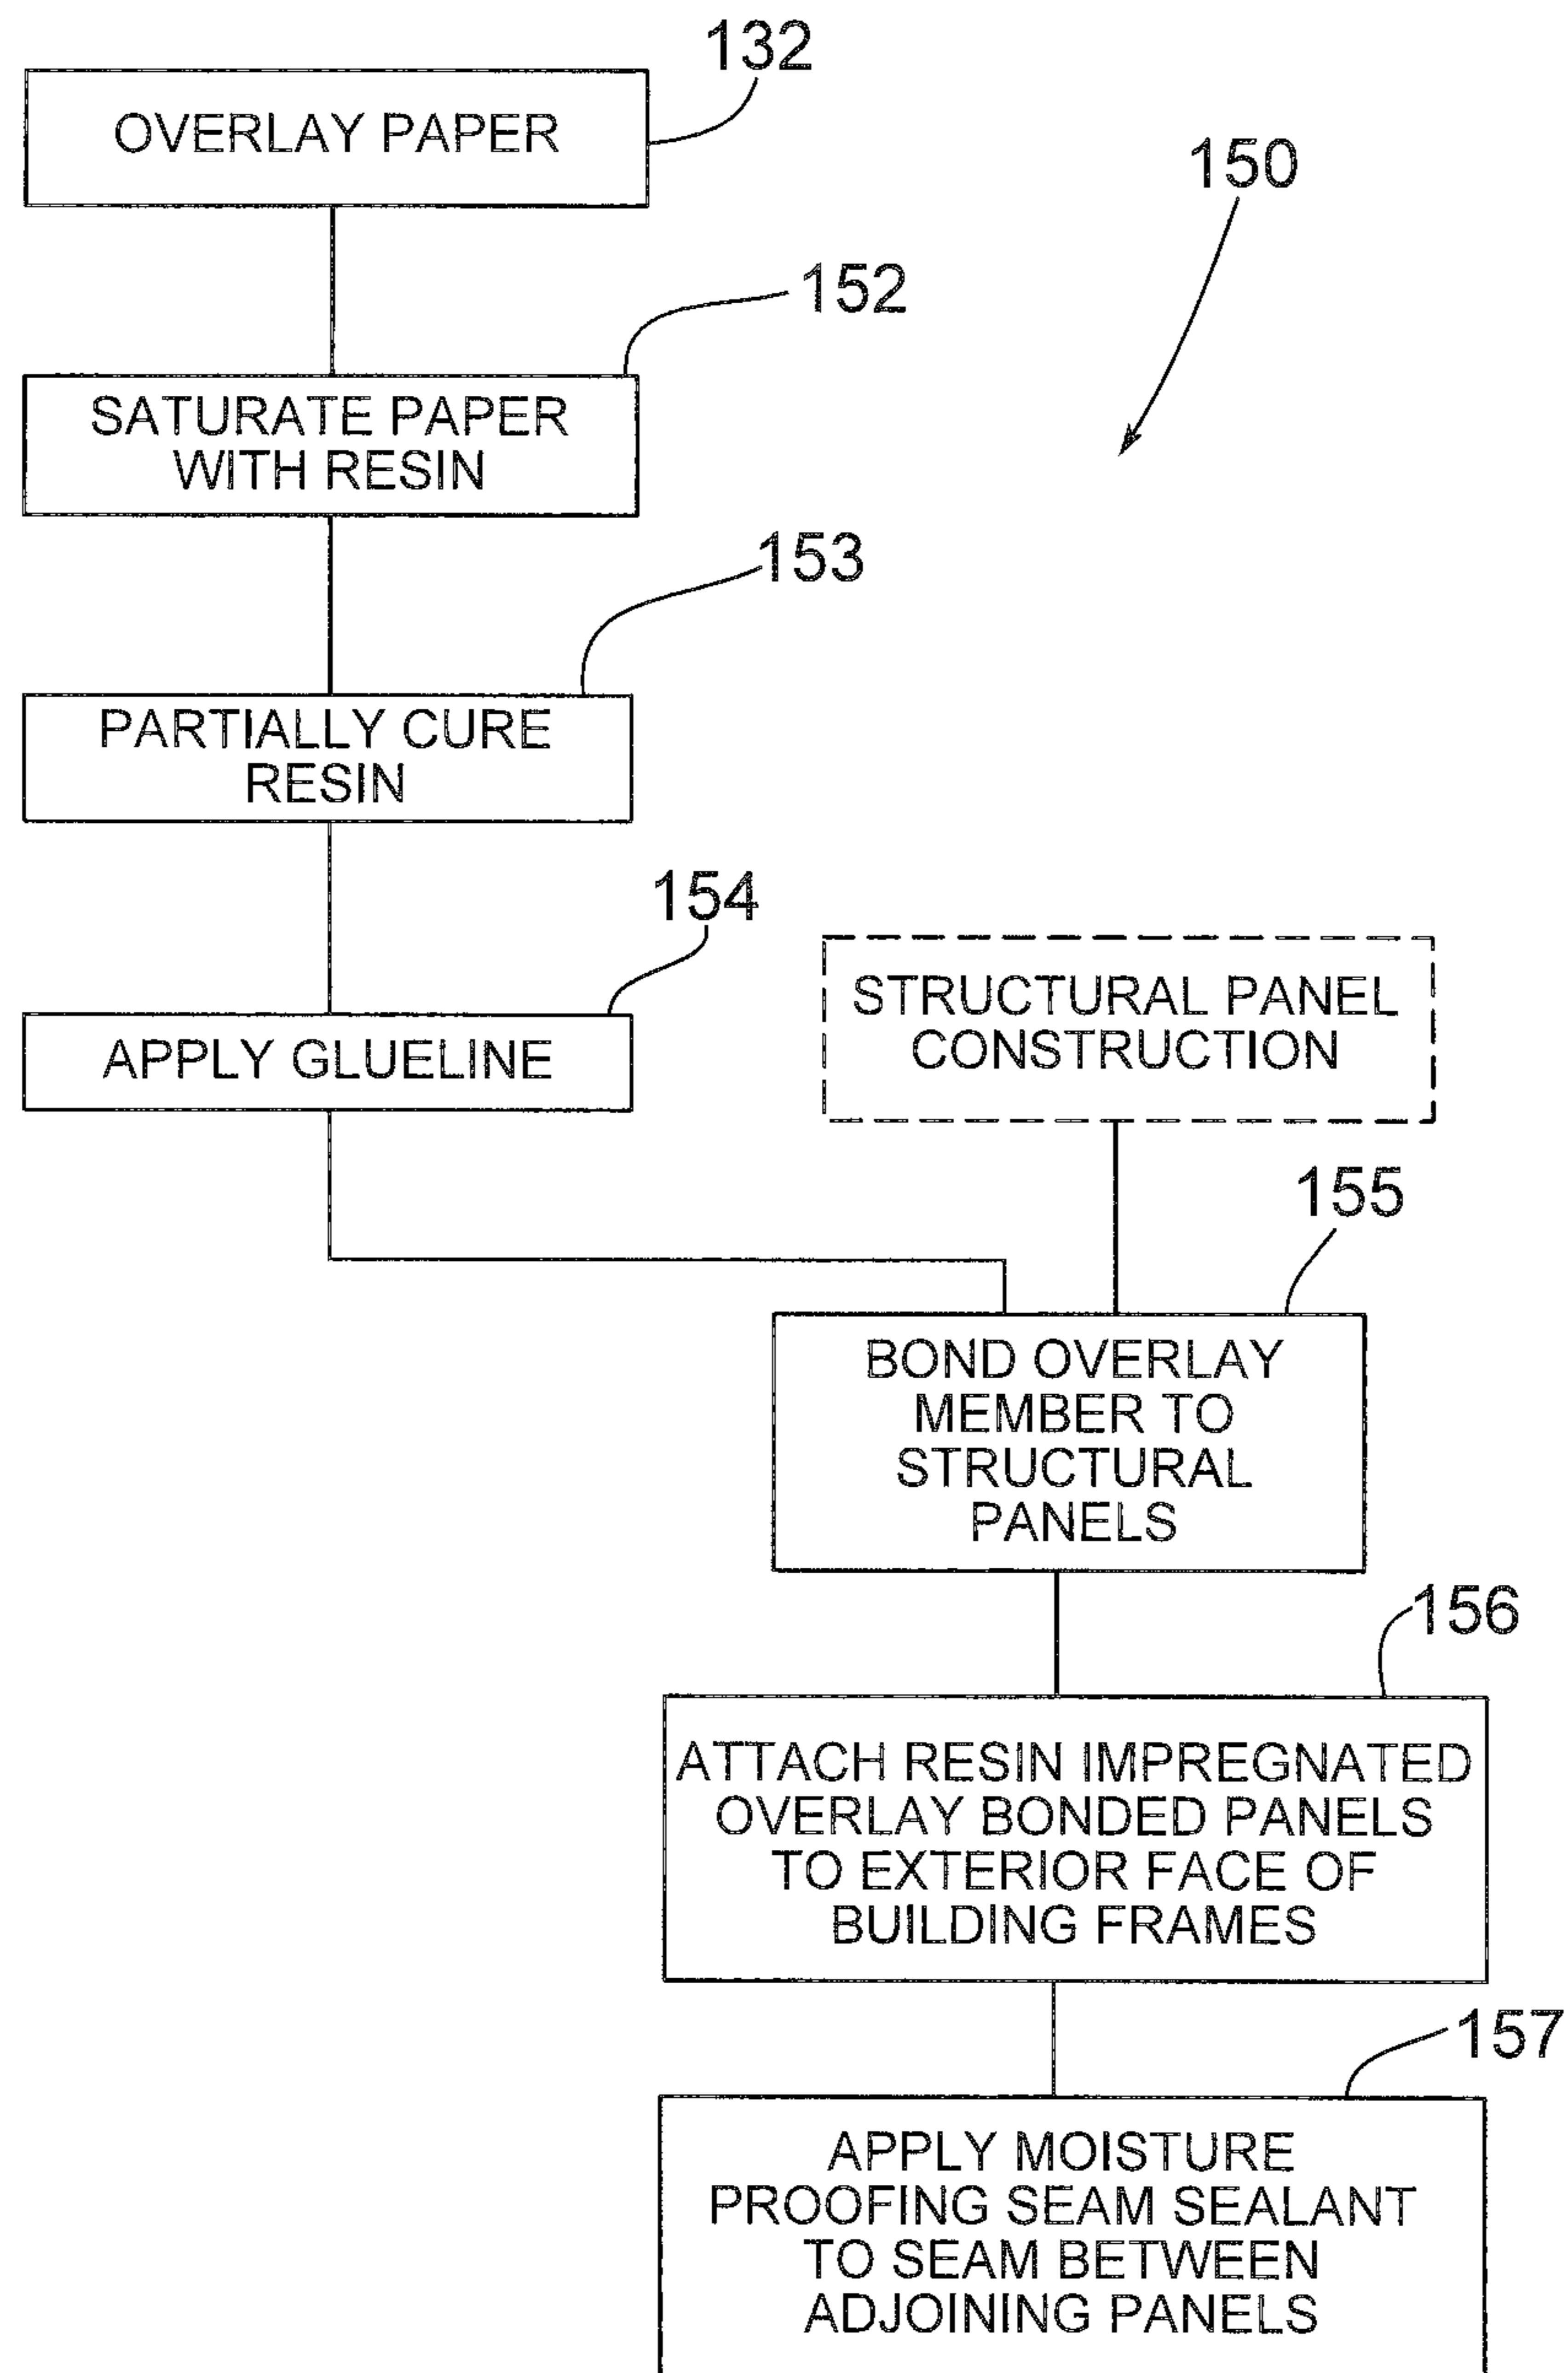 132
OVERLAY PAPER
150
152
SATURATE PAPER
WITH RESIN
153
PARTIALLY CURE
RESIN
154
APPLY GLUELINE
STRUCTURAL PANEL
CONSTRUCTION
155
BOND OVERLAY
MEMBER TO
STRUCTURAL
PANELS
156
ATTACH RESIN IMPREGNATED
OVERLAY BONDED PANELS
TO EXTERIOR FACE OF
BUILDING FRAMES
157
APPLY MOISTURE
PROOFING SEAM SEALANT
TO SEAM BETWEEN
ADJOINING PANELS